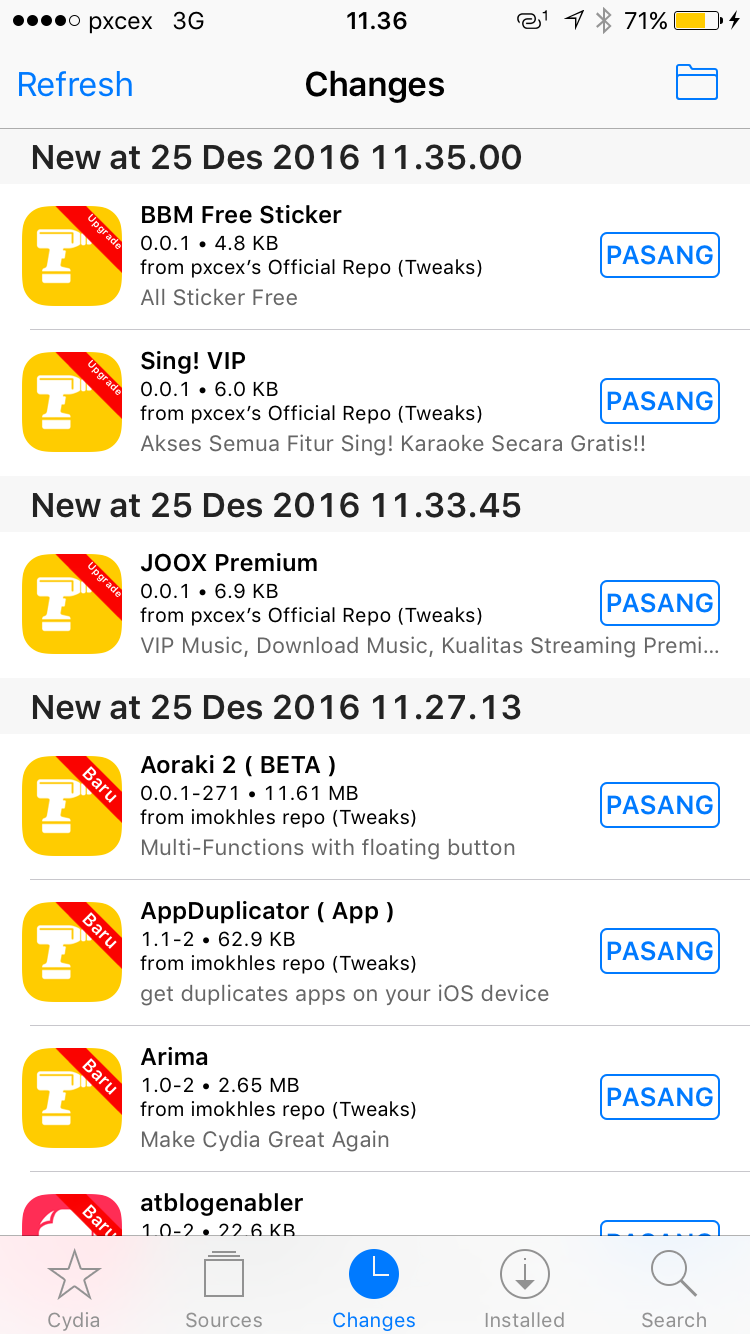 pxcex 3G 11.36 1 71%
Refresh Changes
New at 25 Des 2016 11.35.00
Upgrade
BBM Free Sticker
0.0.1 • 4.8 KB
from pxcex’s Official Repo (Tweaks)
All Sticker Free
PASANG
Upgrade
Sing! VIP
0.0.1 • 6.0 KB
from pxcex’s Official Repo (Tweaks)
Akses Semua Fitur Sing! Karaoke Secara Gratis!!
PASANG
New at 25 Des 2016 11.33.45
Upgrade
JOOX Premium
0.0.1 • 6.9 KB
from pxcex’s Official Repo (Tweaks)
VIP Music, Download Music, Kualitas Streaming Premi...
PASANG
New at 25 Des 2016 11.27.13
Baru
Aoraki 2 ( BETA )
0.0.1-271 • 11.61 MB
from imokhles repo (Tweaks)
Multi-Functions with floating button
PASANG
Baru
AppDuplicator ( App )
1.1-2 • 62.9 KB
from imokhles repo (Tweaks)
get duplicates apps on your iOS device
PASANG
Baru
Arima
1.0-2 • 2.65 MB
from imokhles repo (Tweaks)
Make Cydia Great Again
PASANG
Baru
atblogenabler
1.0-2 • 22.6 KB
PASANG
Cydia Sources Changes Installed Search